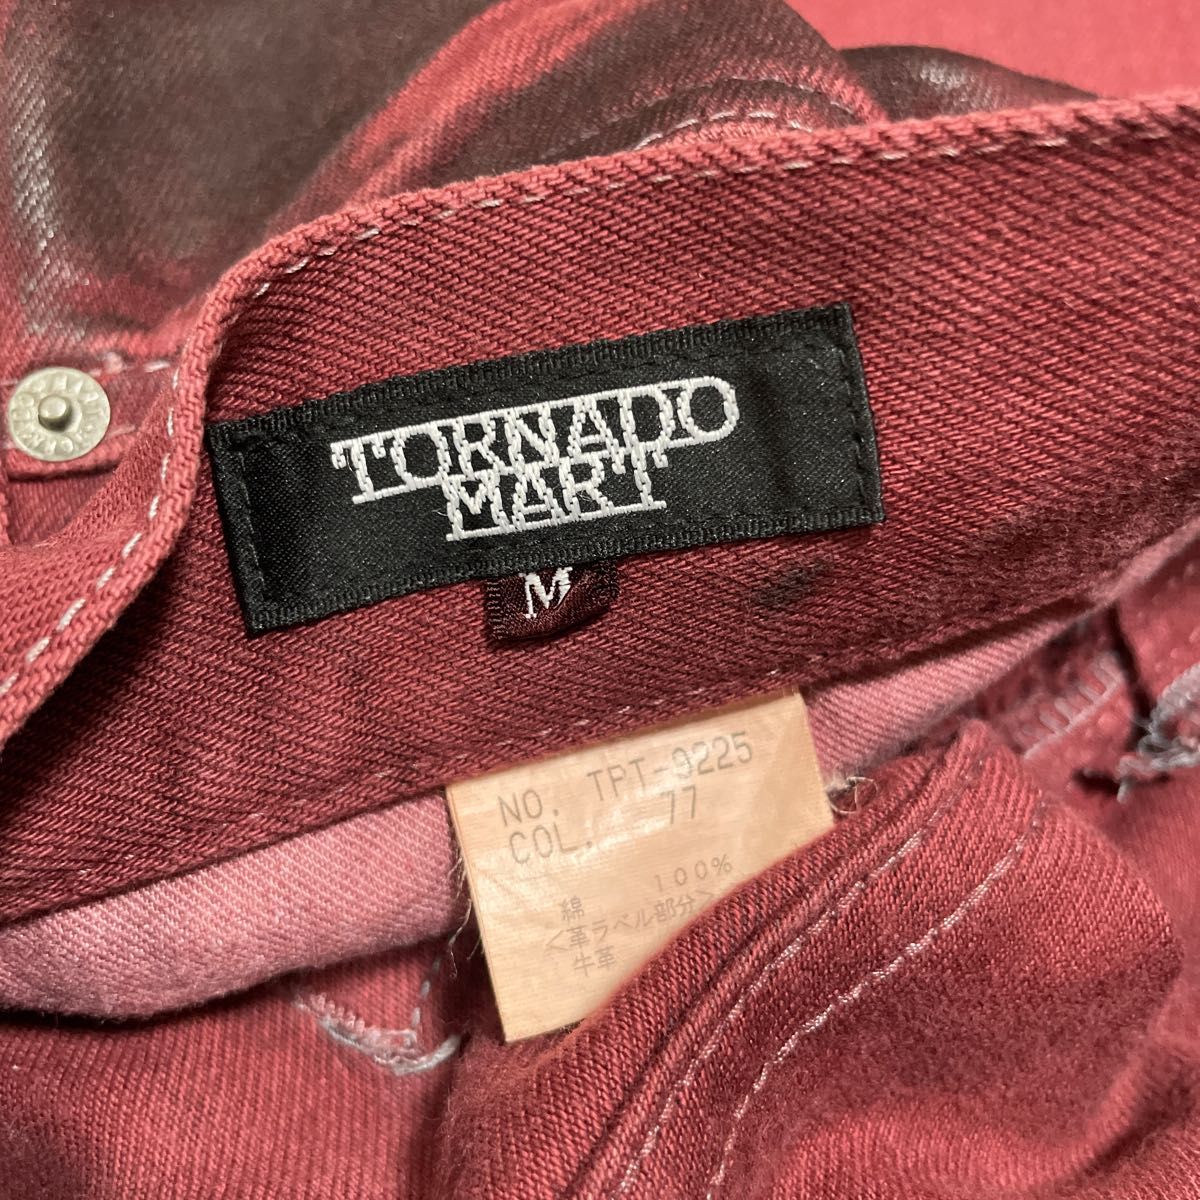 TORNADO
MART
M
NO. TPT-9225
COL. 77
綿 100%
<革ラベル部分>
牛革